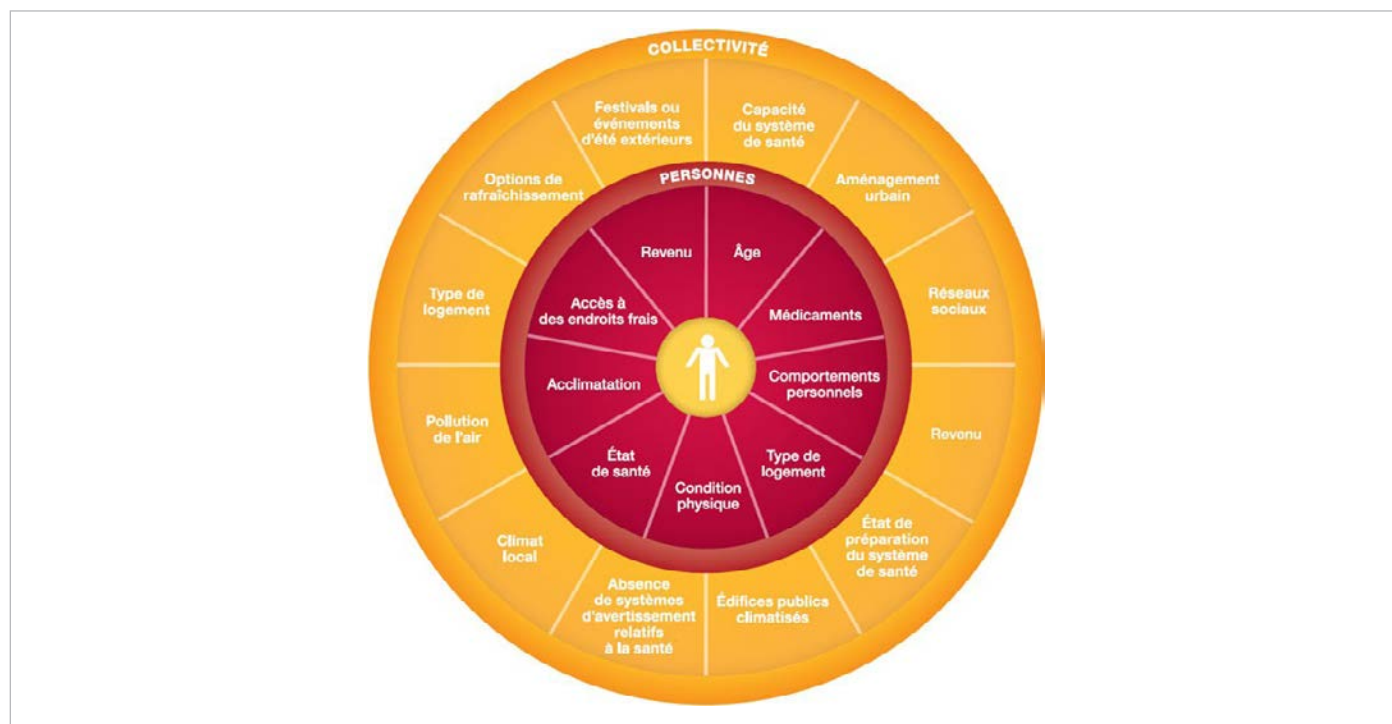 COLLECTIVITÉ
Festivals ou
événements
d'été extérieurs
Capacité
du système
de santé
Aménagement
urbain
Réseaux
sociaux
Revenu
État de
préparation
du système
de santé
Édifices publics
climatisés
Absence
de systèmes
d'avertissement
relatifs
à la santé
Climat
local
Pollution
de l'air
Type de
logement
Options de
rafraîchissement
PERSONNES
Revenu
Âge
Médicaments
Comportements
personnels
Type de
logement
Condition
physique
État
de santé
Acclimatation
Accès à
des endroits frais